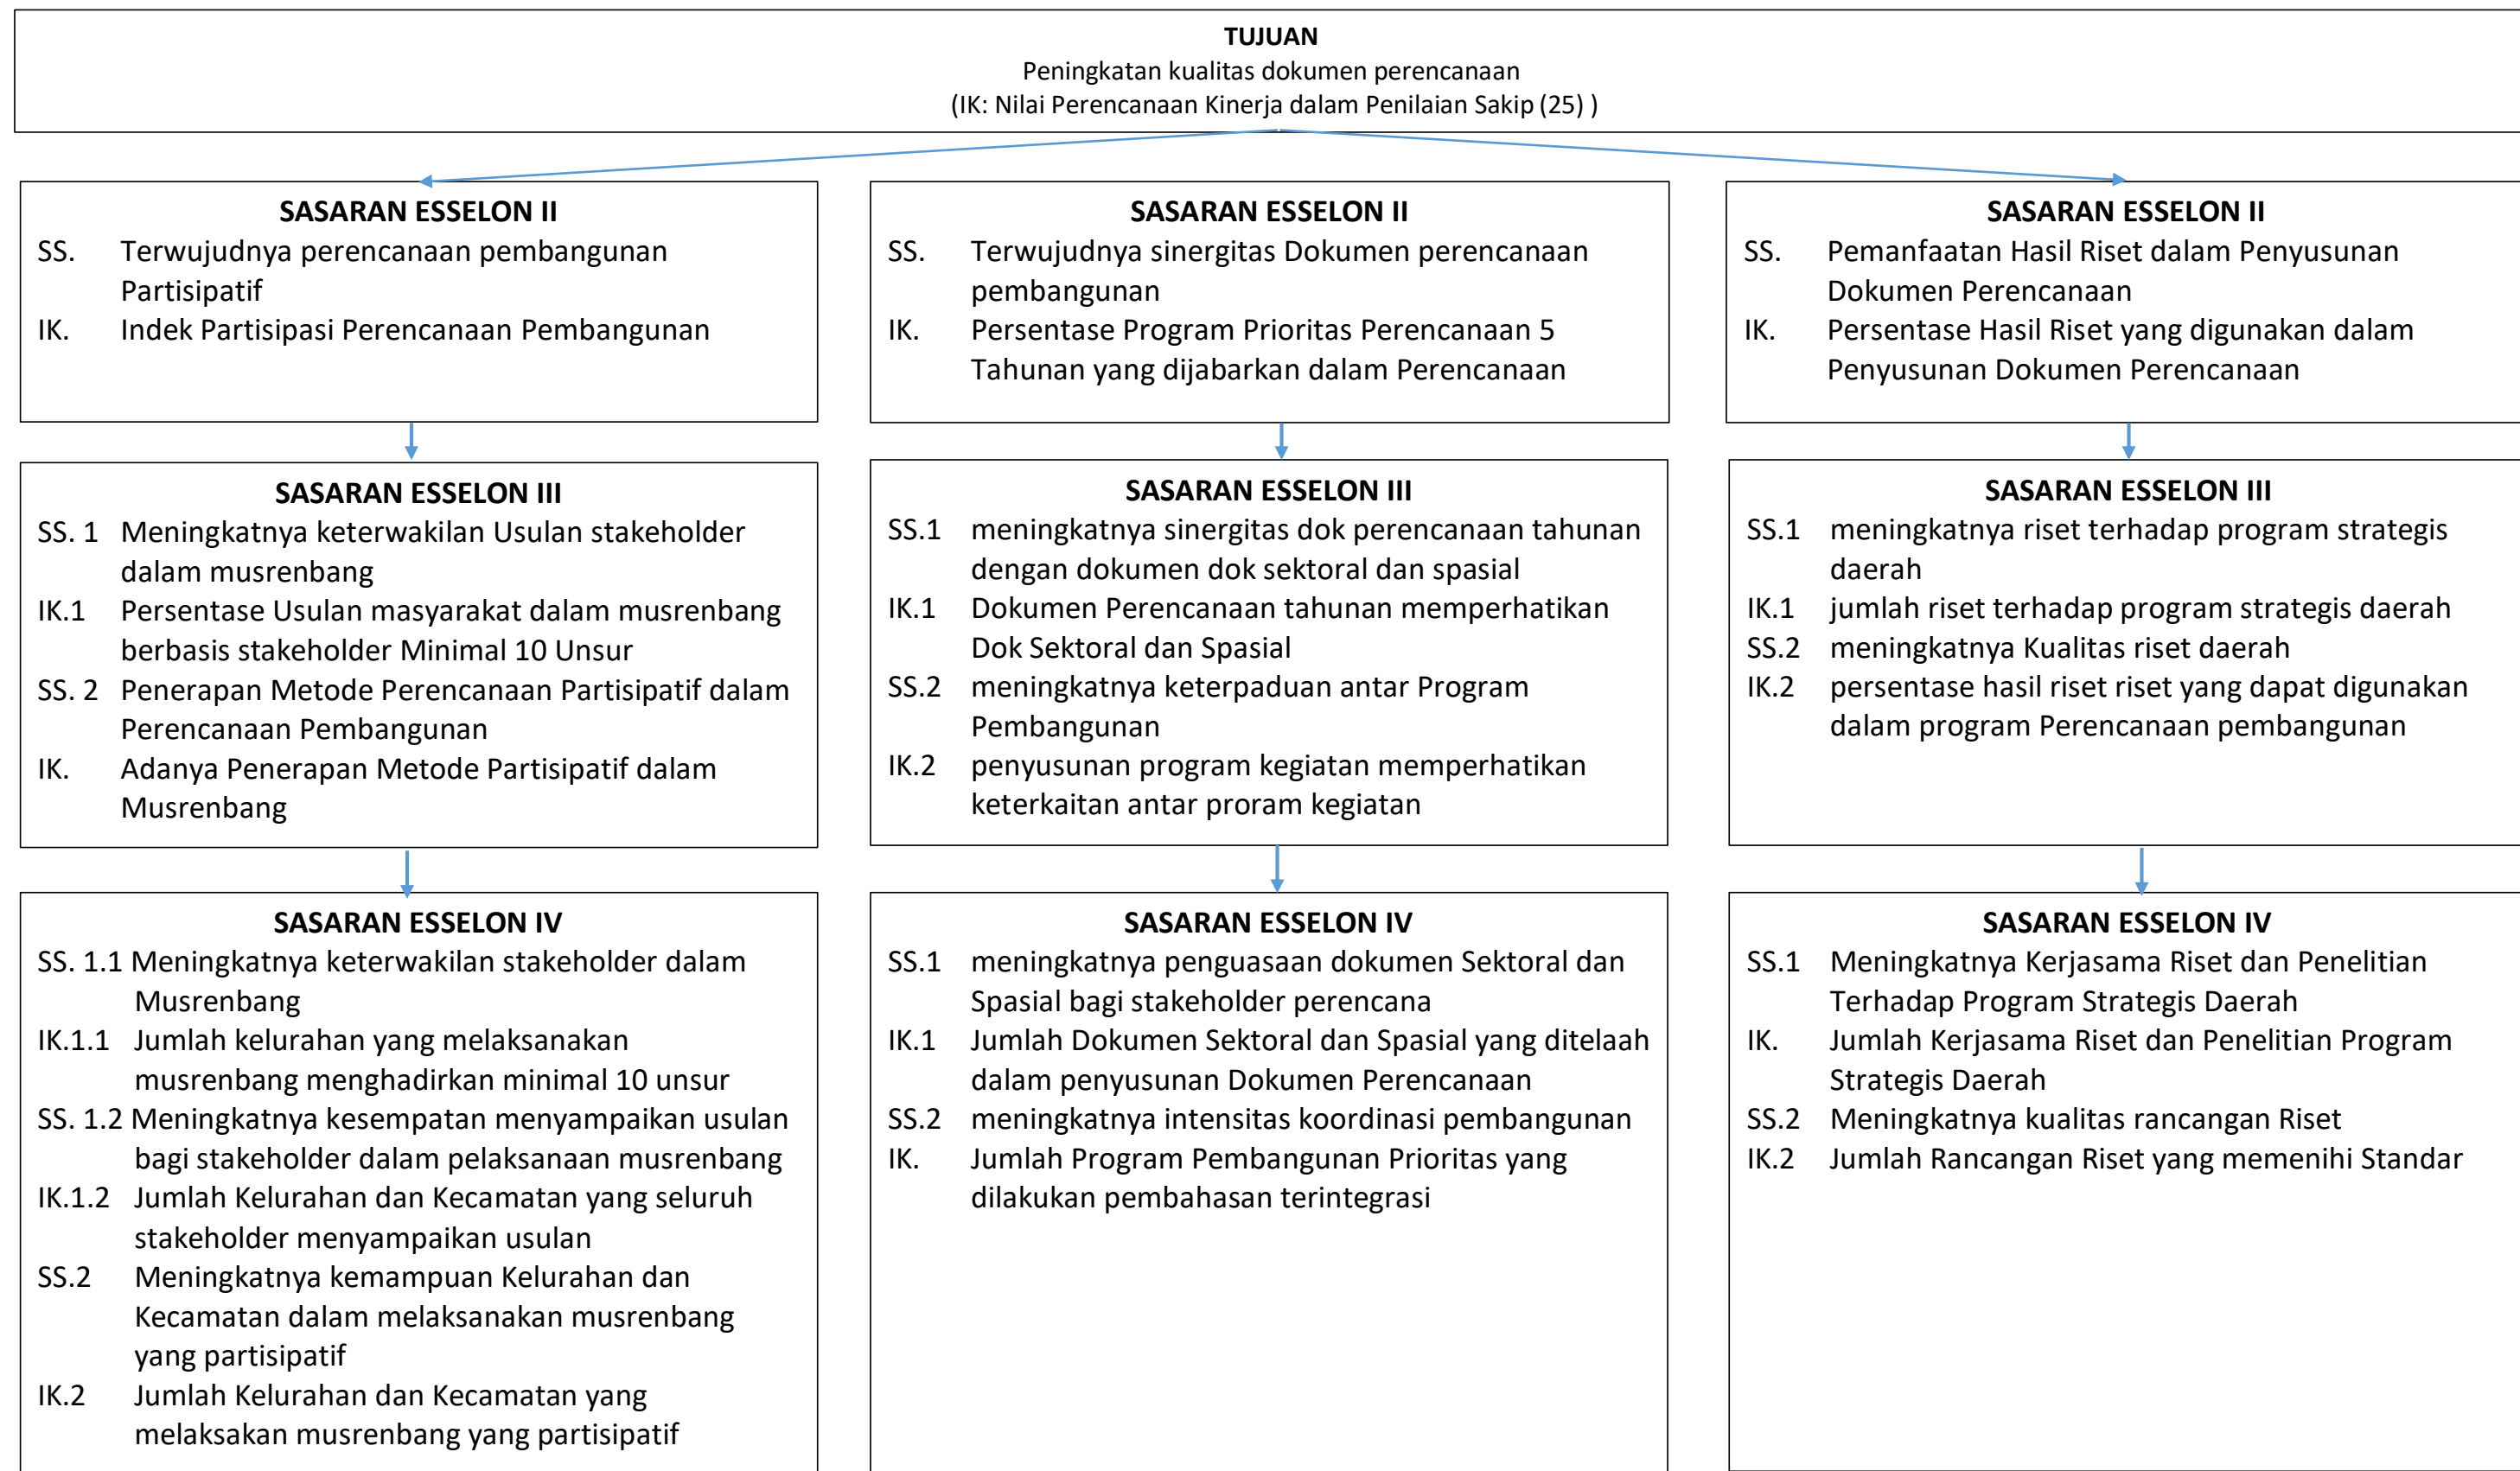 TUJUAN
Peningkatan kualitas dokumen perencanaan
(IK: Nilai Perencanaan Kinerja dalam Penilaian Sakip (25) )
SASARAN ESSELON II
SS. Terwujudnya perencanaan pembangunan
Partisipatif
IK. Indek Partisipasi Perencanaan Pembangunan
SASARAN ESSELON II
SS. Terwujudnya sinergitas Dokumen perencanaan
pembangunan
IK. Persentase Program Prioritas Perencanaan 5
Tahunan yang dijabarkan dalam Perencanaan
SASARAN ESSELON II
SS. Pemanfaatan Hasil Riset dalam Penyusunan
Dokumen Perencanaan
IK. Persentase Hasil Riset yang digunakan dalam
Penyusunan Dokumen Perencanaan
SASARAN ESSELON III
SS. 1 Meningkatnya keterwakilan Usulan stakeholder
dalam musrenbang
IK.1 Persentase Usulan masyarakat dalam musrenbang
berbasis stakeholder Minimal 10 Unsur
SS. 2 Penerapan Metode Perencanaan Partisipatif dalam
Perencanaan Pembangunan
IK. Adanya Penerapan Metode Partisipatif dalam
Musrenbang
SASARAN ESSELON III
SS.1 meningkatnya sinergitas dok perencanaan tahunan
dengan dokumen dok sektoral dan spasial
IK.1 Dokumen Perencanaan tahunan memperhatikan
Dok Sektoral dan Spasial
SS.2 meningkatnya keterpaduan antar Program
Pembangunan
IK.2 penyusunan program kegiatan memperhatikan
keterkaitan antar proram kegiatan
SASARAN ESSELON III
SS.1 meningkatnya riset terhadap program strategis
daerah
IK.1 jumlah riset terhadap program strategis daerah
SS.2 meningkatnya Kualitas riset daerah
IK.2 persentase hasil riset riset yang dapat digunakan
dalam program Perencanaan pembangunan
SASARAN ESSELON IV
SS. 1.1 Meningkatnya keterwakilan stakeholder dalam
Musrenbang
IK.1.1 Jumlah kelurahan yang melaksanakan
musrenbang menghadirkan minimal 10 unsur
SS. 1.2 Meningkatnya kesempatan menyampaikan usulan
bagi stakeholder dalam pelaksanaan musrenbang
IK.1.2 Jumlah Kelurahan dan Kecamatan yang seluruh
stakeholder menyampaikan usulan
SS.2 Meningkatnya kemampuan Kelurahan dan
Kecamatan dalam melaksanakan musrenbang
yang partisipatif
IK.2 Jumlah Kelurahan dan Kecamatan yang
melaksakan musrenbang yang partisipatif
SASARAN ESSELON IV
SS.1 meningkatnya penguasaan dokumen Sektoral dan
Spasial bagi stakeholder perencana
IK.1 Jumlah Dokumen Sektoral dan Spasial yang ditelaah
dalam penyusunan Dokumen Perencanaan
SS.2 meningkatnya intensitas koordinasi pembangunan
IK. Jumlah Program Pembangunan Prioritas yang
dilakukan pembahasan terintegrasi
SASARAN ESSELON IV
SS.1 Meningkatnya Kerjasama Riset dan Penelitian
Terhadap Program Strategis Daerah
IK. Jumlah Kerjasama Riset dan Penelitian Program
Strategis Daerah
SS.2 Meningkatnya kualitas rancangan Riset
IK.2 Jumlah Rancangan Riset yang memenihi Standar